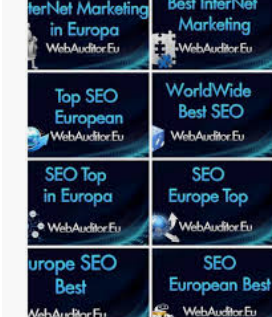 terNet Marketing
in Europa
WebAuditor.Eu
Best InterNet
Marketing
WebAuditor.Eu
Top SEO
European
WebAuditor.Eu
WorldWide
Best SEO
WebAuditor.Eu
SEO Top
in Europa
WebAuditor.Eu
SEO
Europe Top
WebAuditor.Eu
urope SEO
Best
WebAuditor.Eu
SEO
European Best
WebAuditor.Eu